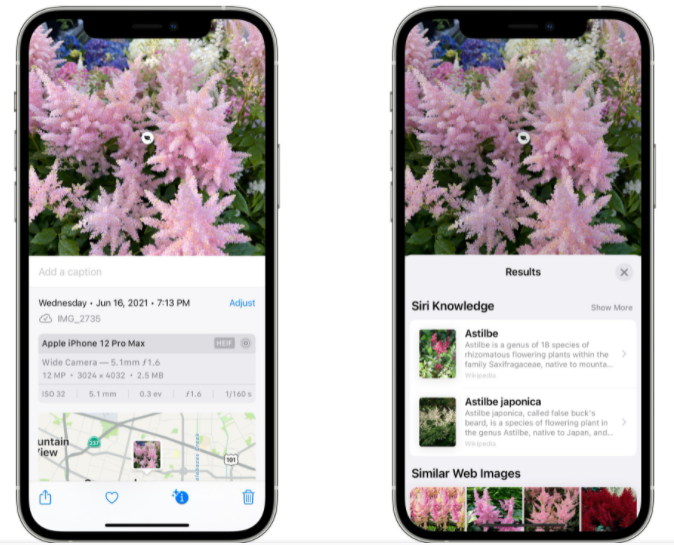 Add a caption
Wednesday • Jun 16, 2021 • 7:13 PM
Adjust
IMG_2735
Apple iPhone 12 Pro Max
HEIF
Wide Camera — 5.1mm ƒ1.6
12 MP • 3024 × 4032 • 2.5 MB
ISO 32
5.1 mm
0.3 ev
ƒ1.6
1/160 s
untain
View
237
101
Results
Siri Knowledge
Show More
Astilbe
Astilbe is a genus of 18 species of
rhizomatous flowering plants within the
family Saxifragaceae, native to mounta...
Wikipedia
Astilbe japonica
Astilbe japonica, called false buck's
beard, is a species of flowering plant in
the genus Astilbe, native to Japan, and...
Wikipedia
Similar Web Images